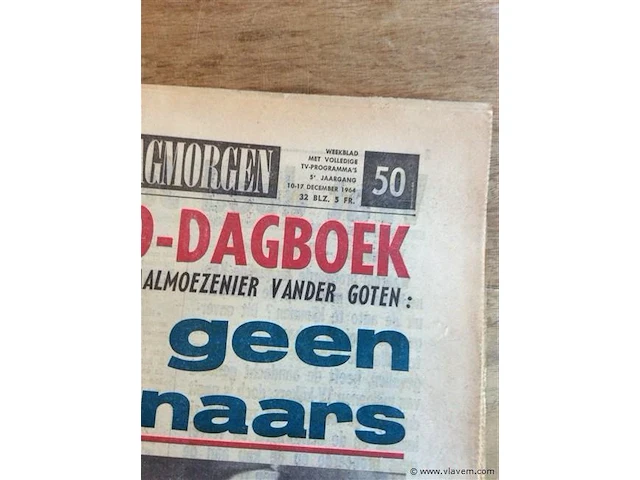 GMORGEN
WEEKBLAD
MET VOLLEDIGE
TV-PROGRAMMA'S
5e JAARGANG
10-17 DECEMBER 1964
32 BLZ. 5 FR.
50
-DAGBOEK
ALMOEZENIER VANDER GOTEN:
geen
naars
© www.vlavem.com